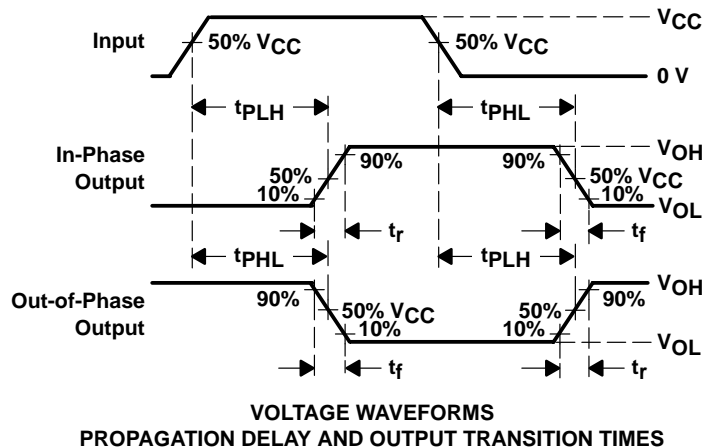 VCC
Input
50% VCC
50% VCC
0 V
tPLH
tPHL
In-Phase
Output
90%
90%
VOH
50%
50% VCC
10%
10%
VOL
tr
tf
tPHL
tPLH
Out-of-Phase
Output
90%
90%
VOH
50% VCC
50%
10%
10%
VOL
tf
tr
VOLTAGE WAVEFORMS
PROPAGATION DELAY AND OUTPUT TRANSITION TIMES